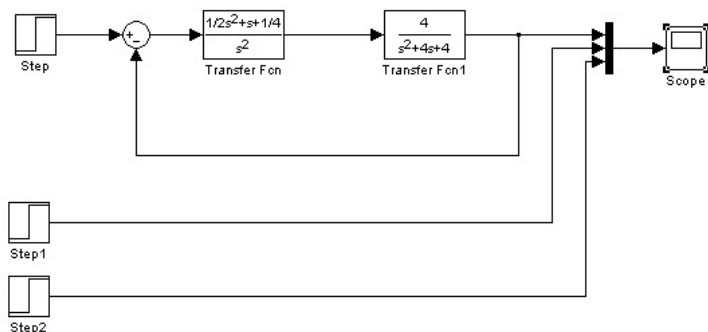 Step
+
−
1/2s²+s+1/4
s²
Transfer Fcn
4
s²+4s+4
Transfer Fcn1
Scope
Step1
Step2